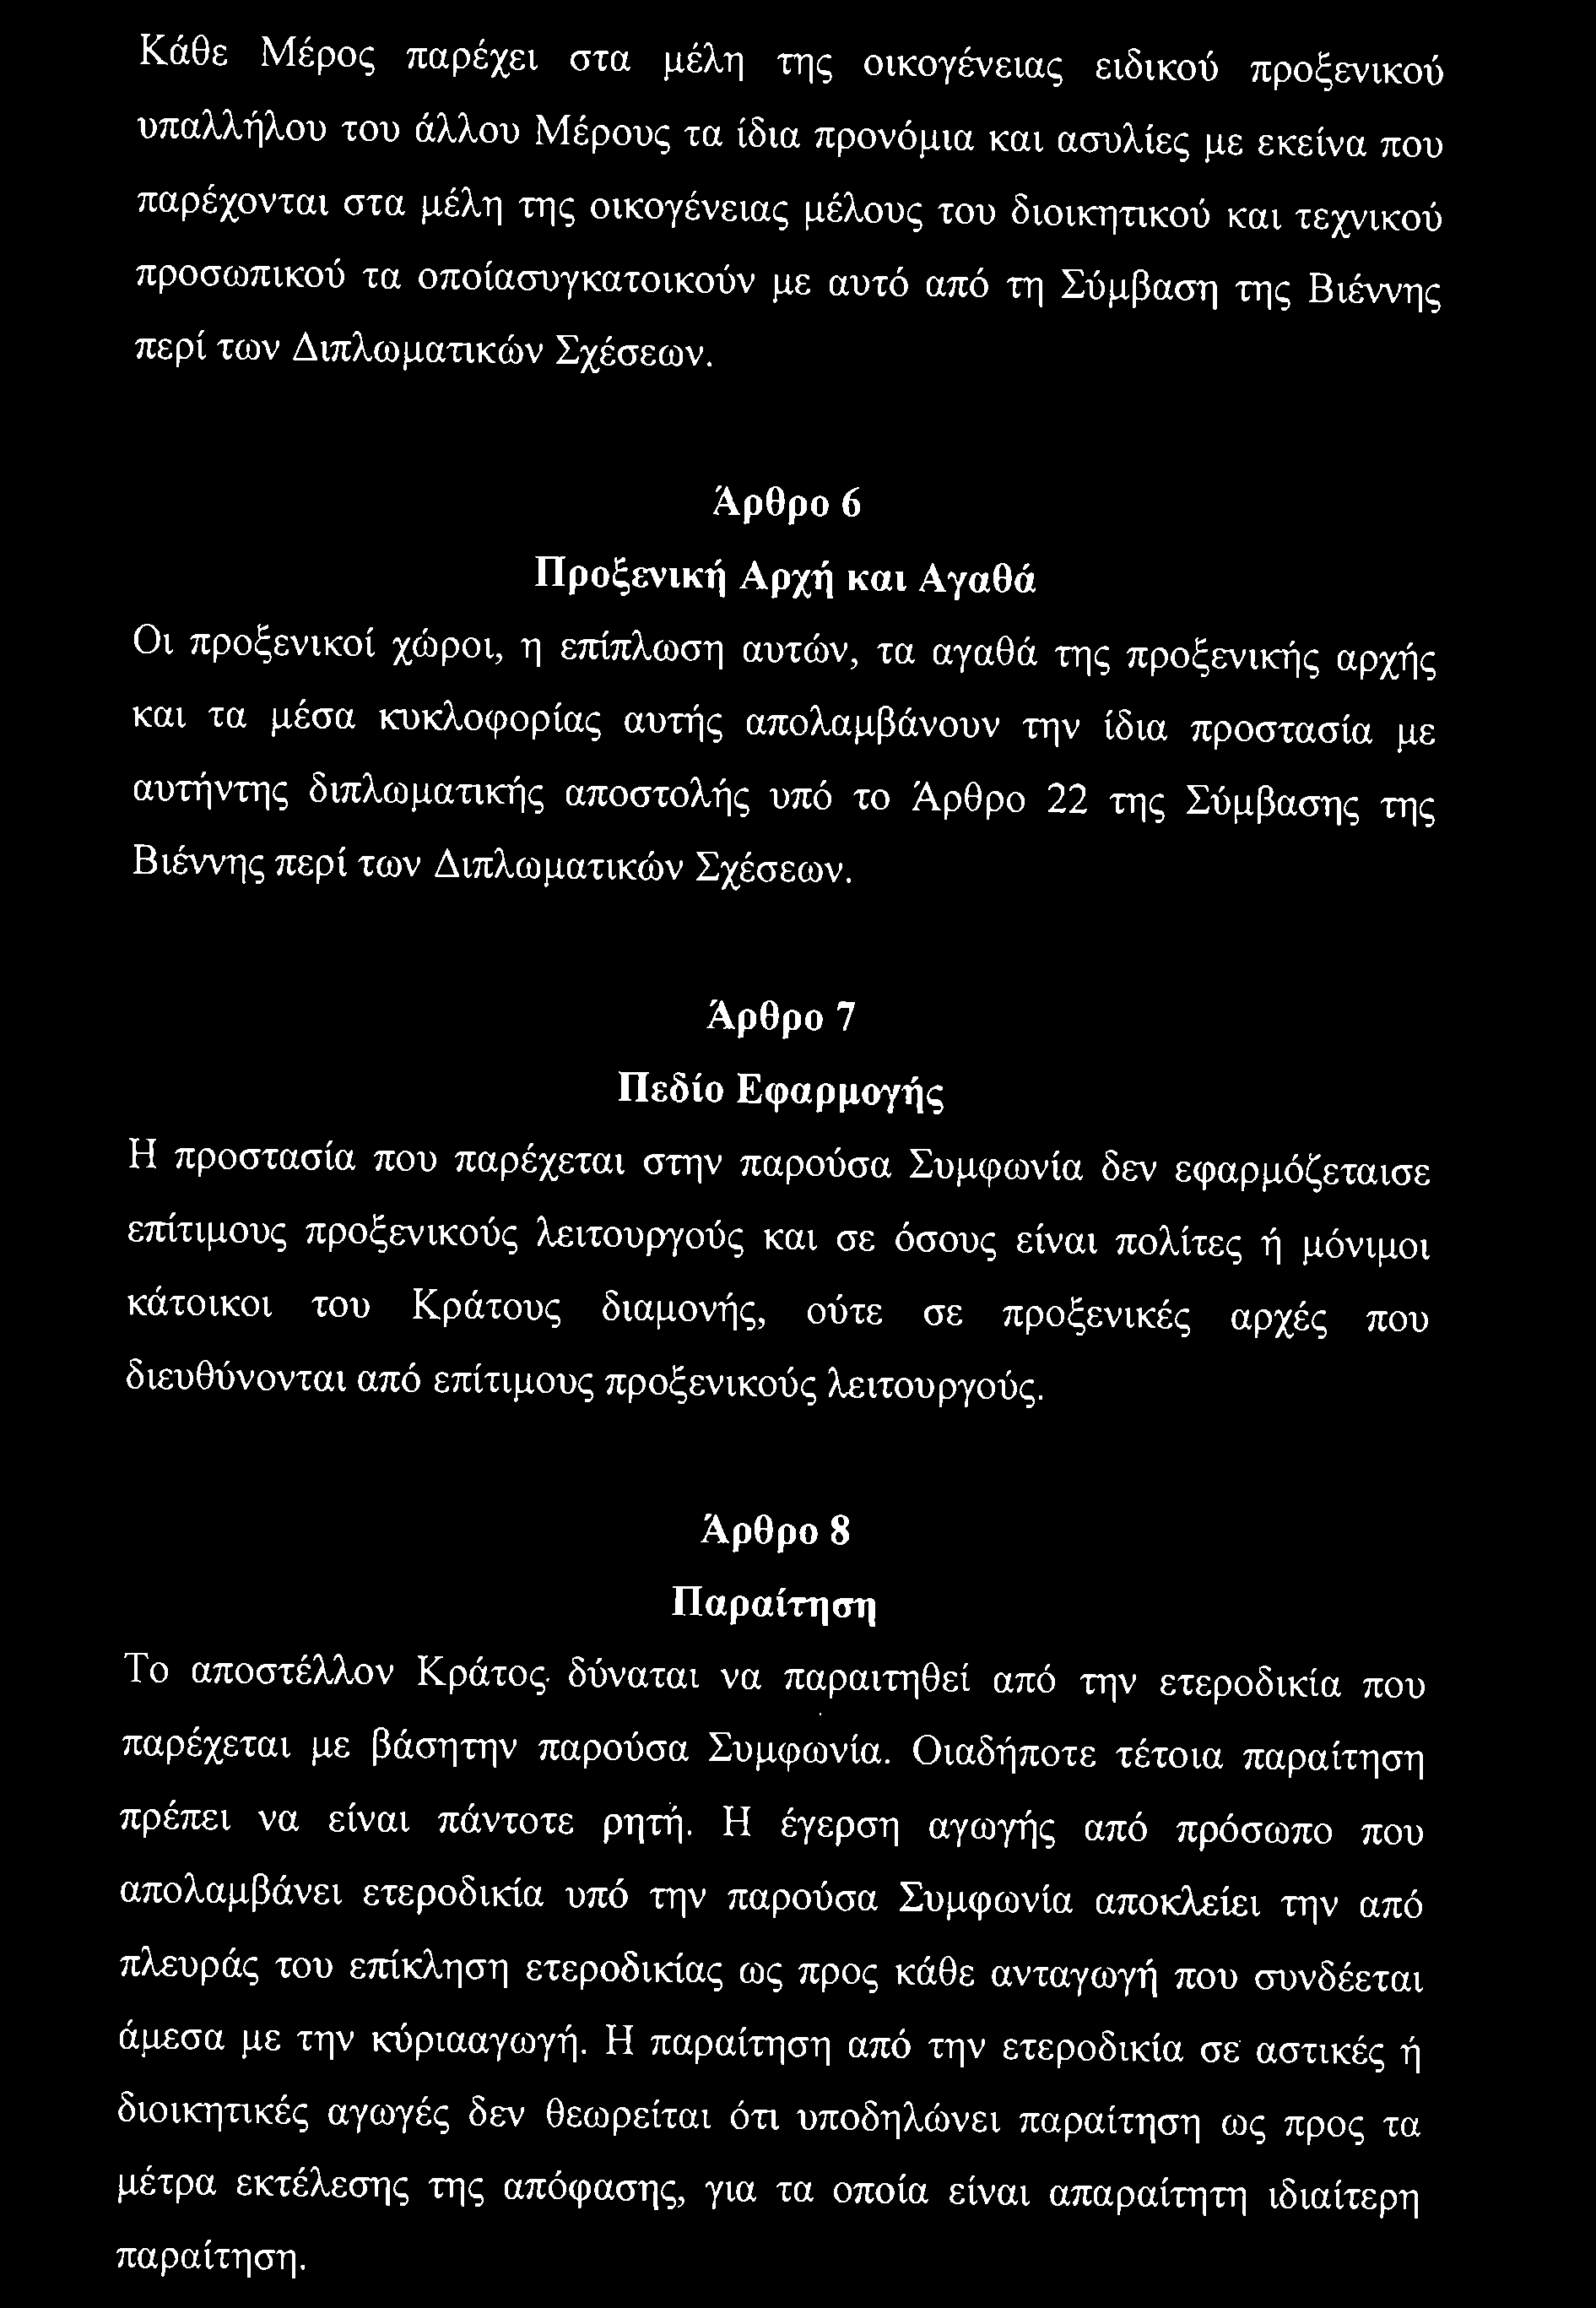 Κάθε Μέρος παρέχει στα μέλη της οικογένειας ειδικού προξενικού
υπαλλήλου του άλλου Μέρους τα ίδια προνόμια και ασυλίες με εκείνα που
παρέχονται στα μέλη της οικογένειας μέλους του διοικητικού και τεχνικού
προσωπικού τα οποίασυγκατοικούν με αυτό από τη Σύμβαση της Βιέννης
περί των Διπλωματικών Σχέσεων.
Άρθρο 6
Προξενική Αρχή και Αγαθά
Οι προξενικοί χώροι, η επίπλωση αυτών, τα αγαθά της προξενικής αρχής
και τα μέσα κυκλοφορίας αυτής απολαμβάνουν την ίδια προστασία με
αυτήντης διπλωματικής αποστολής υπό το Άρθρο 22 της Σύμβασης της
Βιέννης περί των Διπλωματικών Σχέσεων.
Άρθρο 7
Πεδίο Εφαρμογής
Η προστασία που παρέχεται στην παρούσα Συμφωνία δεν εφαρμόζεταισε
επίτιμους προξενικούς λειτουργούς και σε όσους είναι πολίτες ή μόνιμοι
κάτοικοι του Κράτους διαμονής, ούτε σε προξενικές αρχές που
διευθύνονται από επίτιμους προξενικούς λειτουργούς.
Άρθρο 8
Παραίτηση
Το αποστέλλον Κράτος δύναται να παραιτηθεί από την ετεροδικία που
παρέχεται με βάσητην παρούσα Συμφωνία. Οιαδήποτε τέτοια παραίτηση
πρέπει να είναι πάντοτε ρητή. Η έγερση αγωγής από πρόσωπο που
απολαμβάνει ετεροδικία υπό την παρούσα Συμφωνία αποκλείει την από
πλευράς του επίκληση ετεροδικίας ως προς κάθε ανταγωγή που συνδέεται
άμεσα με την κύριααγωγή. Η παραίτηση από την ετεροδικία σε αστικές ή
διοικητικές αγωγές δεν θεωρείται ότι υποδηλώνει παραίτηση ως προς τα
μέτρα εκτέλεσης της απόφασης, για τα οποία είναι απαραίτητη ιδιαίτερη
παραίτηση.